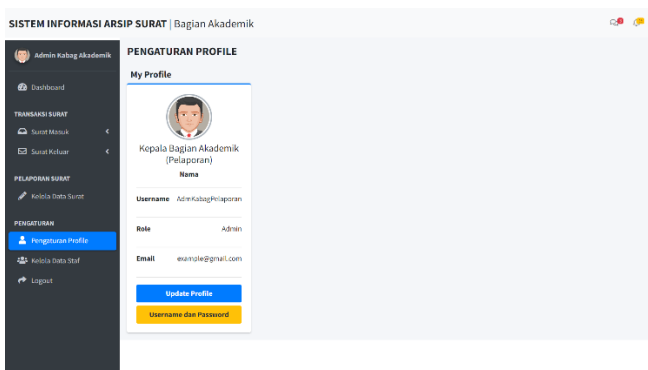 SISTEM INFORMASI ARSIP SURAT | Bagian Akademik
Admin Kabag Akademik
Dashboard
TRANSAKSI SURAT
Surat Masuk
Surat Keluar
PELAPORAN SURAT
Kelola Data Surat
PENGATURAN
Pengaturan Profile
Kelola Data Staf
Logout
PENGATURAN PROFILE
My Profile
Kepala Bagian Akademik
(Pelaporan)
Nama
Username AdmKabagPelaporan
Role Admin
Email example@gmail.com
Update Profile
Username dan Password